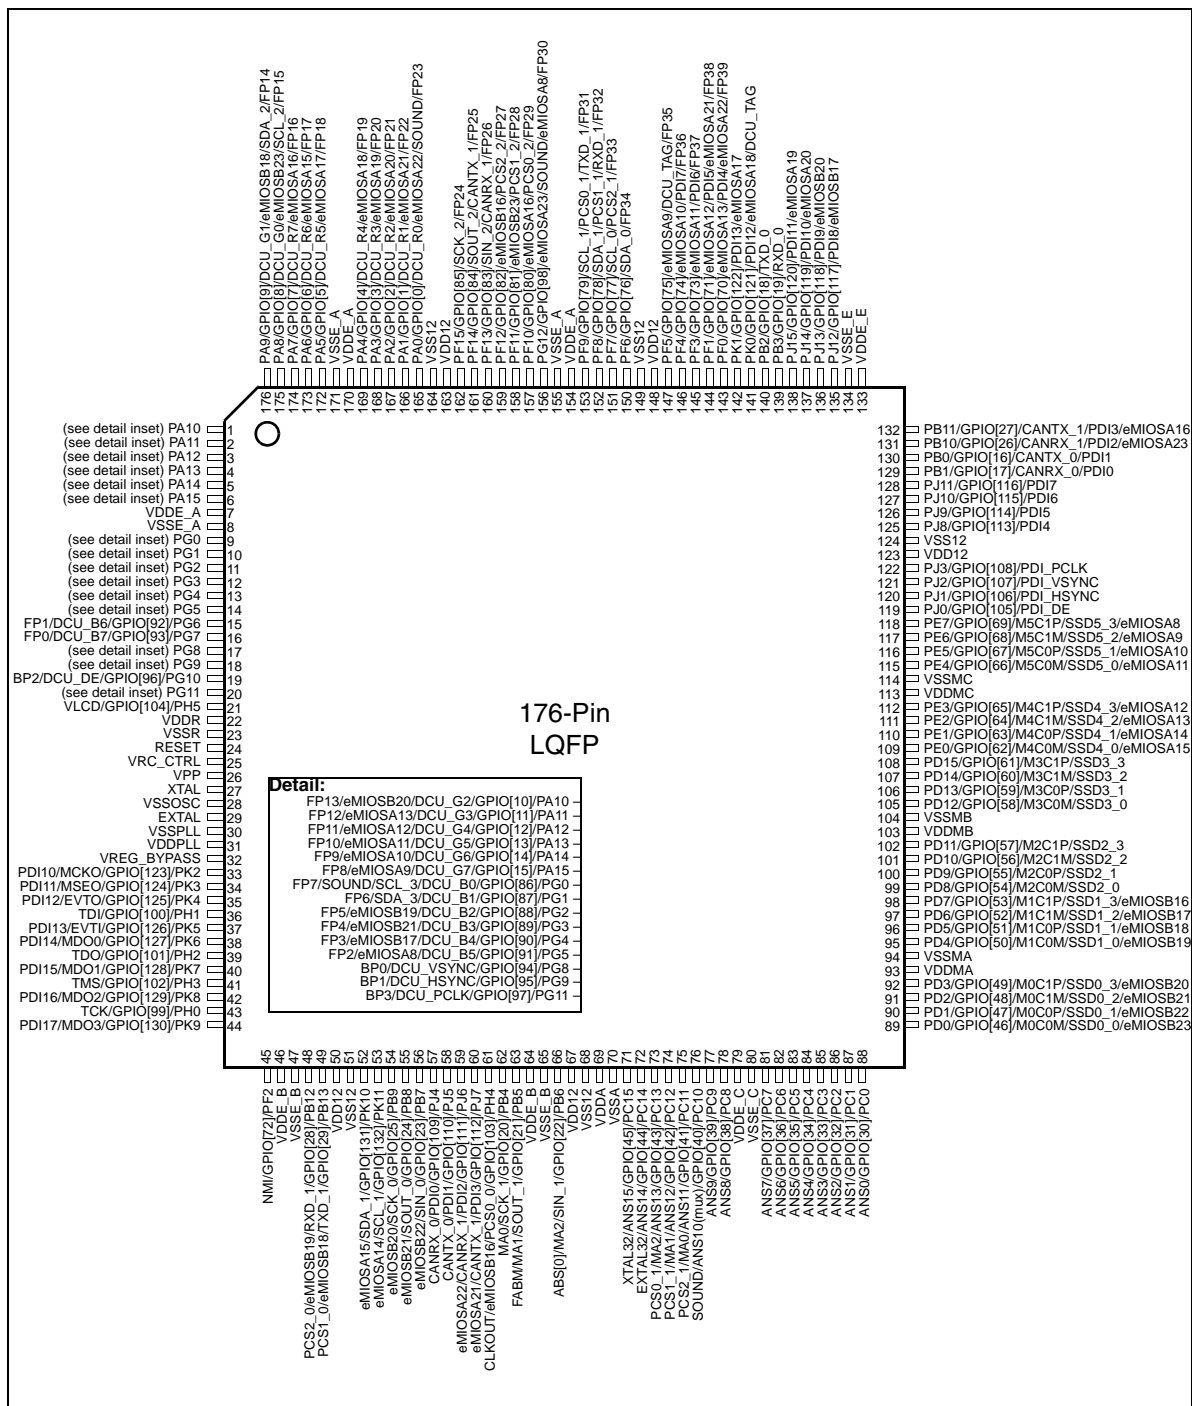 PA9/GPIO[9]/DCU_G1/eMIOSB18/SDA_2/FP14
PA8/GPIO[8]/DCU_G0/eMIOSB23/SCL_2/FP15
PA7/GPIO[7]/DCU_R7/eMIOSA16/FP16
PA6/GPIO[6]/DCU_R6/eMIOSA15/FP17
PA5/GPIO[5]/DCU_R5/eMIOSA17/FP18
VSSE_A
VDDE_A
PA4/GPIO[4]/DCU_R4/eMIOSA18/FP19
PA3/GPIO[3]/DCU_R3/eMIOSA19/FP20
PA2/GPIO[2]/DCU_R2/eMIOSA20/FP21
PA1/GPIO[1]/DCU_R1/eMIOSA21/FP22
PA0/GPIO[0]/DCU_R0/eMIOSA22/SOUND/FP23
VSS12
VDD12
PF15/GPIO[85]/SCK_2/FP24
PF14/GPIO[84]/SOUT_2/CANTX_1/FP25
PF13/GPIO[83]/SIN_2/CANRX_1/FP26
PF12/GPIO[82]/eMIOSB16/PCS2_2/FP27
PF11/GPIO[81]/eMIOSB23/PCS1_2/FP28
PF10/GPIO[80]/eMIOSA16/PCS0_2/FP29
PG12/GPIO[98]/eMIOSA23/SOUND/eMIOSA8/FP30
VSSE_A
VDDE_A
PF9/GPIO[79]/SCL_1/PCS0_1/TXD_1/FP31
PF8/GPIO[78]/SDA_1/PCS1_1/RXD_1/FP32
PF7/GPIO[77]/SCL_0/PCS2_1/FP33
PF6/GPIO[76]/SDA_0/FP34
VSS12
VDD12
PF5/GPIO[75]/eMIOSA9/DCU_TAG/FP35
PF4/GPIO[74]/eMIOSA10/PDI7/FP36
PF3/GPIO[73]/eMIOSA11/PDI6/FP37
PF1/GPIO[71]/eMIOSA12/PDI5/eMIOSA21/FP38
PF0/GPIO[70]/eMIOSA13/PDI4/eMIOSA22/FP39
PK1/GPIO[122]/PDI13/eMIOSA17
PK0/GPIO[121]/PDI12/eMIOSA18/DCU_TAG
PB2/GPIO[18]/TXD_0
PB3/GPIO[19]/RXD_0
PJ15/GPIO[120]/PDI11/eMIOSA19
PJ14/GPIO[119]/PDI10/eMIOSA20
PJ13/GPIO[118]/PDI9/eMIOSB20
PJ12/GPIO[117]/PDI8/eMIOSB17
VSSE_E
VDDE_E
176 175 174 173 172 171 170 169 168 167 166 165 164 163 162 161 160 159 158 157 156 155 154 153 152 151 150 149 148 147 146 145 144 143 142 141 140 139 138 137 136 135 134 133
(see detail inset) PA10 1
(see detail inset) PA11 2
(see detail inset) PA12 3
(see detail inset) PA13 4
(see detail inset) PA14 5
(see detail inset) PA15 6
VDDE_A 7
VSSE_A 8
(see detail inset) PG0 9
(see detail inset) PG1 10
(see detail inset) PG2 11
(see detail inset) PG3 12
(see detail inset) PG4 13
(see detail inset) PG5 14
FP1/DCU_B6/GPIO[92]/PG6 15
FP0/DCU_B7/GPIO[93]/PG7 16
(see detail inset) PG8 17
(see detail inset) PG9 18
BP2/DCU_DE/GPIO[96]/PG10 19
(see detail inset) PG11 20
VLCD/GPIO[104]/PH5 21
VDDR 22
VSSR 23
RESET 24
VRC_CTRL 25
VPP 26
XTAL 27
VSSOSC 28
EXTAL 29
VSSPLL 30
VDDPLL 31
VREG_BYPASS 32
PDI10/MCKO/GPIO[123]/PK2 33
PDI11/MSEO/GPIO[124]/PK3 34
PDI12/EVTO/GPIO[125]/PK4 35
TDI/GPIO[100]/PH1 36
PDI13/EVTI/GPIO[126]/PK5 37
PDI14/MDO0/GPIO[127]/PK6 38
TDO/GPIO[101]/PH2 39
PDI15/MDO1/GPIO[128]/PK7 40
TMS/GPIO[102]/PH3 41
PDI16/MDO2/GPIO[129]/PK8 42
TCK/GPIO[99]/PH0 43
PDI17/MDO3/GPIO[130]/PK9 44
176-Pin
LQFP
Detail:
FP13/eMIOSB20/DCU_G2/GPIO[10]/PA10
FP12/eMIOSA13/DCU_G3/GPIO[11]/PA11
FP11/eMIOSA12/DCU_G4/GPIO[12]/PA12
FP10/eMIOSA11/DCU_G5/GPIO[13]/PA13
FP9/eMIOSA10/DCU_G6/GPIO[14]/PA14
FP8/eMIOSA9/DCU_G7/GPIO[15]/PA15
FP7/SOUND/SCL_3/DCU_B0/GPIO[86]/PG0
FP6/SDA_3/DCU_B1/GPIO[87]/PG1
FP5/eMIOSB19/DCU_B2/GPIO[88]/PG2
FP4/eMIOSB21/DCU_B3/GPIO[89]/PG3
FP3/eMIOSB17/DCU_B4/GPIO[90]/PG4
FP2/eMIOSA8/DCU_B5/GPIO[91]/PG5
BP0/DCU_VSYNC/GPIO[94]/PG8
BP1/DCU_HSYNC/GPIO[95]/PG9
BP3/DCU_PCLK/GPIO[97]/PG11
132 PB11/GPIO[27]/CANTX_1/PDI3/eMIOSA16
131 PB10/GPIO[26]/CANRX_1/PDI2/eMIOSA23
130 PB0/GPIO[16]/CANTX_0/PDI1
129 PB1/GPIO[17]/CANRX_0/PDI0
128 PJ11/GPIO[116]/PDI7
127 PJ10/GPIO[115]/PDI6
126 PJ9/GPIO[114]/PDI5
125 PJ8/GPIO[113]/PDI4
124 VSS12
123 VDD12
122 PJ3/GPIO[108]/PDI_PCLK
121 PJ2/GPIO[107]/PDI_VSYNC
120 PJ1/GPIO[106]/PDI_HSYNC
119 PJ0/GPIO[105]/PDI_DE
118 PE7/GPIO[69]/M5C1P/SSD5_3/eMIOSA8
117 PE6/GPIO[68]/M5C1M/SSD5_2/eMIOSA9
116 PE5/GPIO[67]/M5C0P/SSD5_1/eMIOSA10
115 PE4/GPIO[66]/M5C0M/SSD5_0/eMIOSA11
114 VSSMC
113 VDDMC
112 PE3/GPIO[65]/M4C1P/SSD4_3/eMIOSA12
111 PE2/GPIO[64]/M4C1M/SSD4_2/eMIOSA13
110 PE1/GPIO[63]/M4C0P/SSD4_1/eMIOSA14
109 PE0/GPIO[62]/M4C0M/SSD4_0/eMIOSA15
108 PD15/GPIO[61]/M3C1P/SSD3_3
107 PD14/GPIO[60]/M3C1M/SSD3_2
106 PD13/GPIO[59]/M3C0P/SSD3_1
105 PD12/GPIO[58]/M3C0M/SSD3_0
104 VSSMB
103 VDDMB
102 PD11/GPIO[57]/M2C1P/SSD2_3
101 PD10/GPIO[56]/M2C1M/SSD2_2
100 PD9/GPIO[55]/M2C0P/SSD2_1
99 PD8/GPIO[54]/M2C0M/SSD2_0
98 PD7/GPIO[53]/M1C1P/SSD1_3/eMIOSB16
97 PD6/GPIO[52]/M1C1M/SSD1_2/eMIOSB17
96 PD5/GPIO[51]/M1C0P/SSD1_1/eMIOSB18
95 PD4/GPIO[50]/M1C0M/SSD1_0/eMIOSB19
94 VSSMA
93 VDDMA
92 PD3/GPIO[49]/M0C1P/SSD0_3/eMIOSB20
91 PD2/GPIO[48]/M0C1M/SSD0_2/eMIOSB21
90 PD1/GPIO[47]/M0C0P/SSD0_1/eMIOSB22
89 PD0/GPIO[46]/M0C0M/SSD0_0/eMIOSB23
45 46 47 48 49 50 51 52 53 54 55 56 57 58 59 60 61 62 63 64 65 66 67 68 69 70 71 72 73 74 75 76 77 78 79 80 81 82 83 84 85 86 87 88
NMI/GPIO[72]/PF2
VDDE_B
VSSE_B
PCS2_0/eMIOSB19/RXD_1/GPIO[28]/PB12
PCS1_0/eMIOSB18/TXD_1/GPIO[29]/PB13
VDD12
VSS12
eMIOSA15/SDA_1/GPIO[131]/PK10
eMIOSA14/SCL_1/GPIO[132]/PK11
eMIOSB20/SCK_0/GPIO[25]/PB9
eMIOSB21/SOUT_0/GPIO[24]/PB8
eMIOSB22/SIN_0/GPIO[23]/PB7
CANRX_0/PDI0/GPIO[109]/PJ4
CANTX_0/PDI1/GPIO[110]/PJ5
eMIOSA22/CANRX_1/PDI2/GPIO[111]/PJ6
eMIOSA21/CANTX_1/PDI3/GPIO[112]/PJ7
CLKOUT/eMIOSB16/PCS0_0/GPIO[103]/PH4
MA0/SCK_1/GPIO[20]/PB4
FABM/MA1/SOUT_1/GPIO[21]/PB5
VDDE_B
VSSE_B
ABS[0]/MA2/SIN_1/GPIO[22]/PB6
VDD12
VSS12
VDDA
VSSA
XTAL32/ANS15/GPIO[45]/PC15
EXTAL32/ANS14/GPIO[44]/PC14
PCS0_1/MA2/ANS13/GPIO[43]/PC13
PCS1_1/MA1/ANS12/GPIO[42]/PC12
PCS2_1/MA0/ANS11/GPIO[41]/PC11
SOUND/ANS10(mux)/GPIO[40]/PC10
ANS9/GPIO[39]/PC9
ANS8/GPIO[38]/PC8
VDDE_C
VSSE_C
ANS7/GPIO[37]/PC7
ANS6/GPIO[36]/PC6
ANS5/GPIO[35]/PC5
ANS4/GPIO[34]/PC4
ANS3/GPIO[33]/PC3
ANS2/GPIO[32]/PC2
ANS1/GPIO[31]/PC1
ANS0/GPIO[30]/PC0